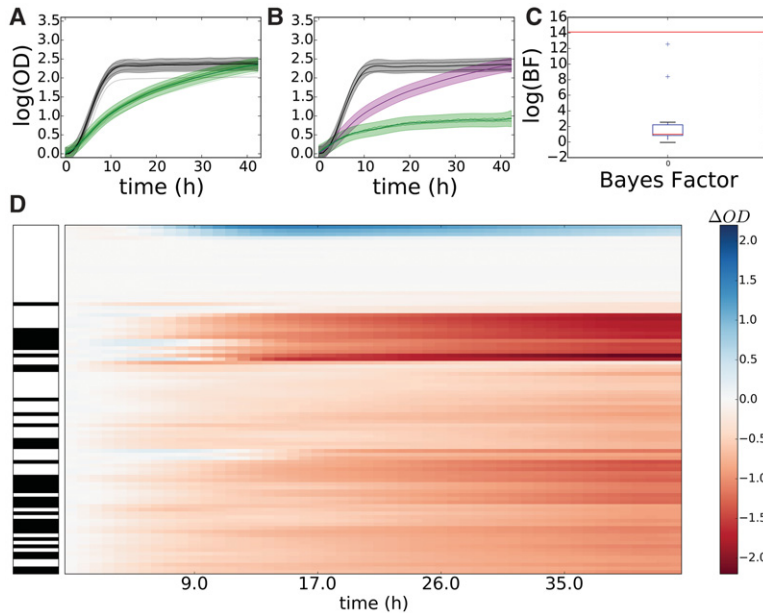 A
log(OD)
3.5
3.0
2.5
2.0
1.5
1.0
0.5
0.0
0 10 20 30 40
time (h)
B
3.5
3.0
2.5
2.0
1.5
1.0
0.5
0.0
0 10 20 30 40
time (h)
C
log(BF)
16
14
12
10
8
6
4
2
0
−2
0
Bayes Factor
D
9.0 17.0 26.0 35.0
time (h)
ΔOD
2.0
1.5
1.0
0.5
0.0
−0.5
−1.0
−1.5
−2.0